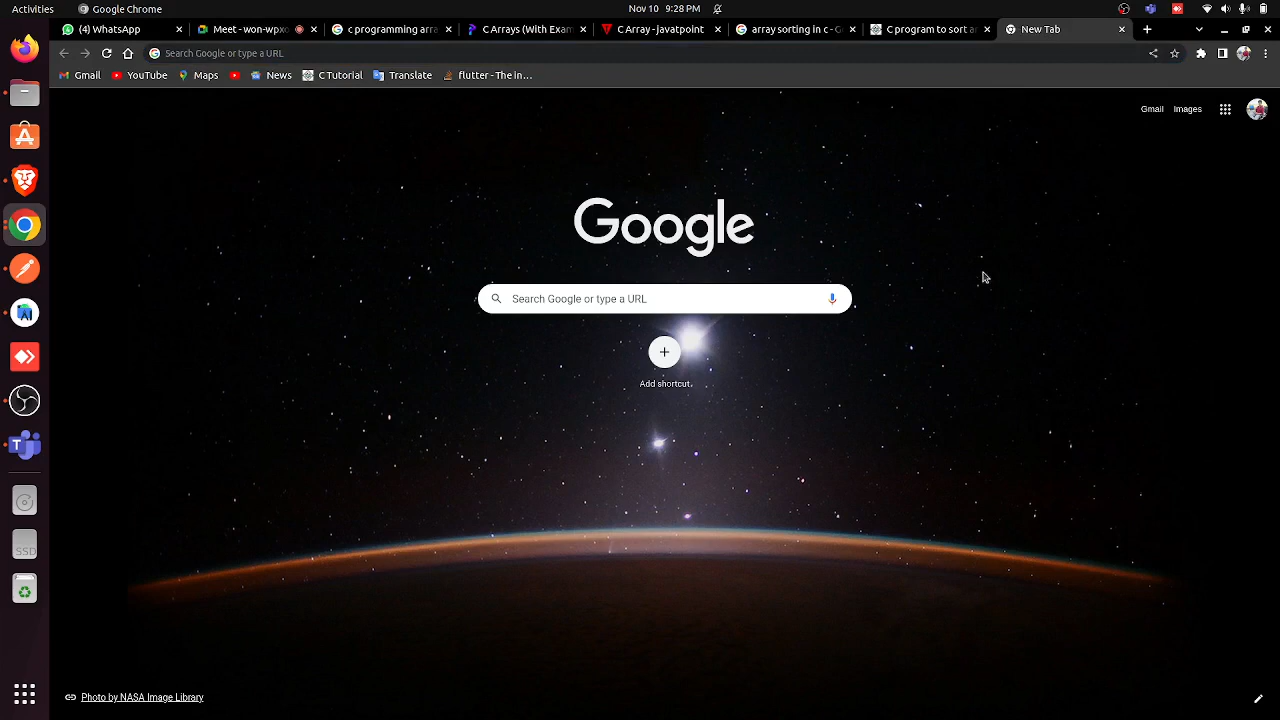 Activities Google Chrome Nov 10 9:28 PM
(4) WhatsApp Meet - won-wpxo c programming arra C Arrays (With Exam C Array - javatpoint array sorting in c - Go C program to sort ar New Tab
Search Google or type a URL
Gmail YouTube Maps News C Tutorial Translate flutter - The in...
Gmail Images
Google
Search Google or type a URL
Add shortcut
SSD
Photo by NASA Image Library